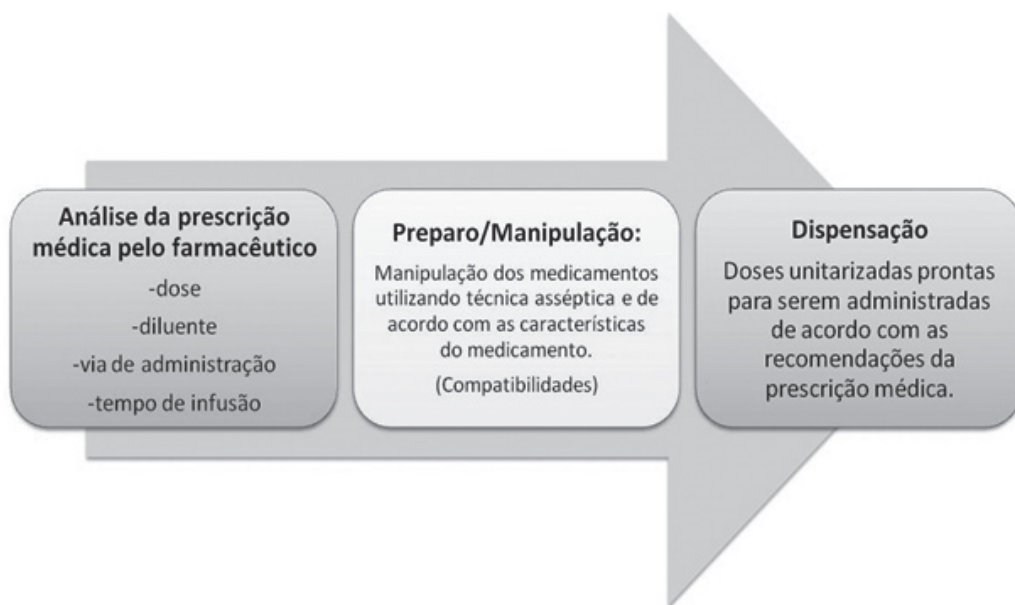 Análise da prescrição
médica pelo farmacêutico
-dose
-diluente
-via de administração
-tempo de infusão
Preparo/Manipulação:
Manipulação dos medicamentos
utilizando técnica asséptica e de
acordo com as características
do medicamento.
(Compatibilidades)
Dispensação
Doses unitarizadas prontas
para serem administradas
de acordo com as
recomendações da
prescrição médica.